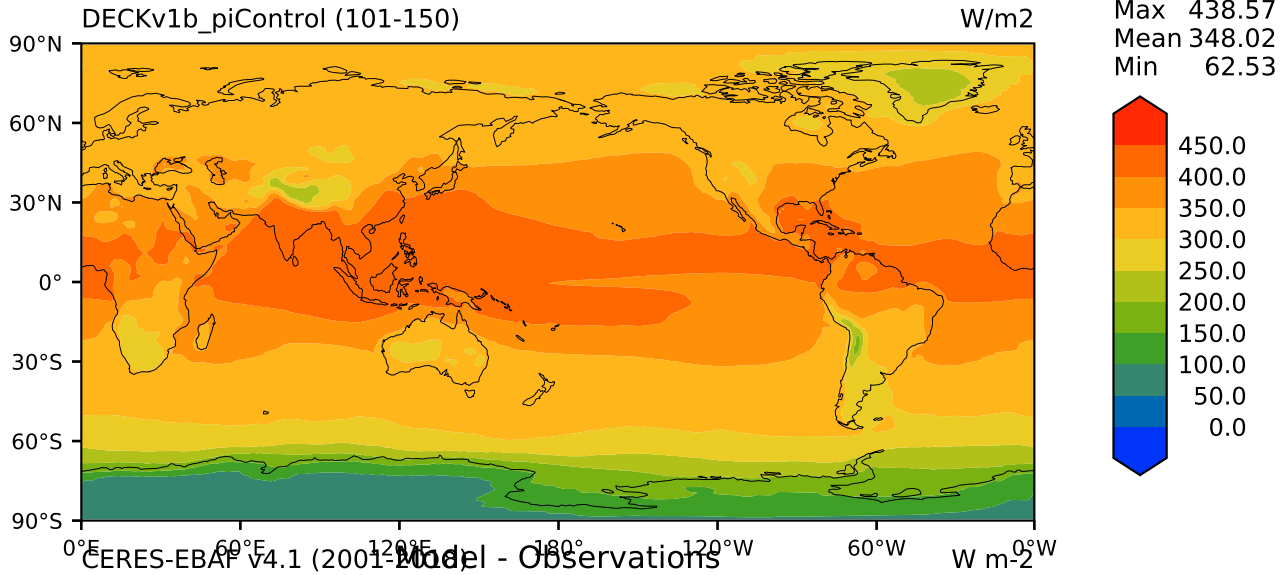 DECKv1b_piControl (101-150) W/m2
Max 438.57
Mean 348.02
Min 62.53
90°N
60°N
30°N
0°
30°S
60°S
90°S
450.0
400.0
350.0
300.0
250.0
200.0
150.0
100.0
50.0
0.0
0°E 60°E 120°E 180° 120°W 60°W 0°W
CERES-EBAF v4.1 (2001-2018) Model - Observations W m-2